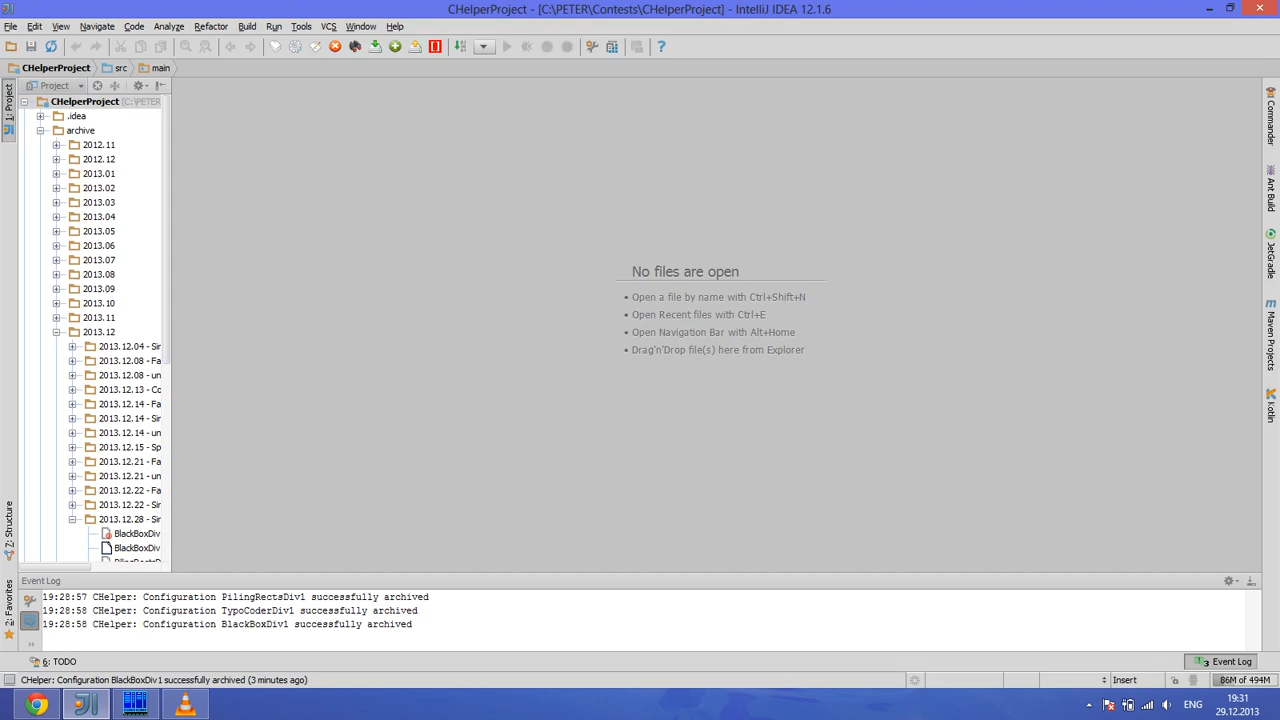 CHelperProject - [C:\PETER\Contests\CHelperProject] - IntelliJ IDEA 12.1.6
File Edit View Navigate Code Analyze Refactor Build Run Tools VCS Window Help
CHelperProject src main
1: Project
Project
CHelperProject (C:\PETER
.idea
archive
2012.11
2012.12
2013.01
2013.02
2013.03
2013.04
2013.05
2013.06
2013.07
2013.08
2013.09
2013.10
2013.11
2013.12
2013.12.04 - Sir
2013.12.08 - Fa
2013.12.08 - un
2013.12.13 - Co
2013.12.14 - Fa
2013.12.14 - Sir
2013.12.14 - un
2013.12.15 - Sp
2013.12.21 - Fa
2013.12.21 - un
2013.12.22 - Fa
2013.12.22 - Sir
2013.12.28 - Sir
BlackBoxDiv
BlackBoxDiv
No files are open
• Open a file by name with Ctrl+Shift+N
• Open Recent files with Ctrl+E
• Open Navigation Bar with Alt+Home
• Drag'n'Drop file(s) here from Explorer
Commander
Ant Build
JetGradle
Maven Projects
Kotlin
Z: Structure
2: Favorites
Event Log
19:28:57 CHelper: Configuration PilingRectsDiv1 successfully archived
19:28:58 CHelper: Configuration TypoCoderDiv1 successfully archived
19:28:58 CHelper: Configuration BlackBoxDiv1 successfully archived
6: TODO
3 Event Log
CHelper: Configuration BlackBoxDiv1 successfully archived (3 minutes ago)
Insert
86M of 494M
ENG
19:31
29.12.2013